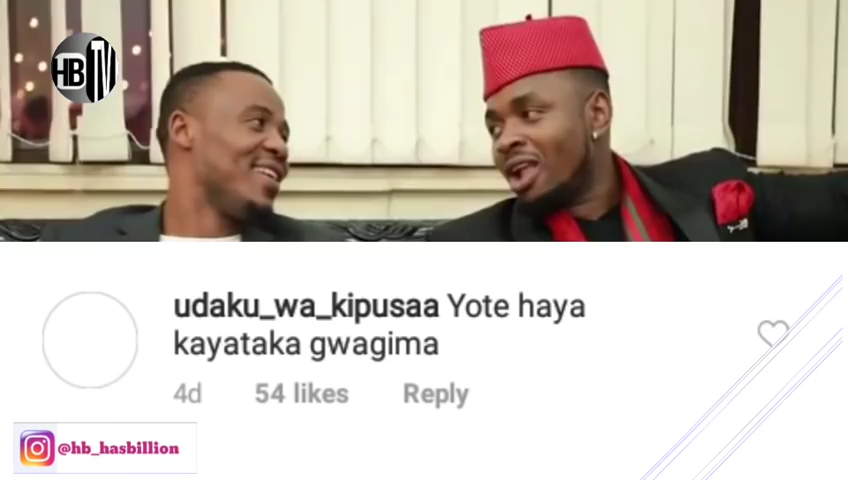 HB TV
udaku_wa_kipusaa Yote haya
kayataka gwagima
4d 54 likes Reply
@hb_hasbillion